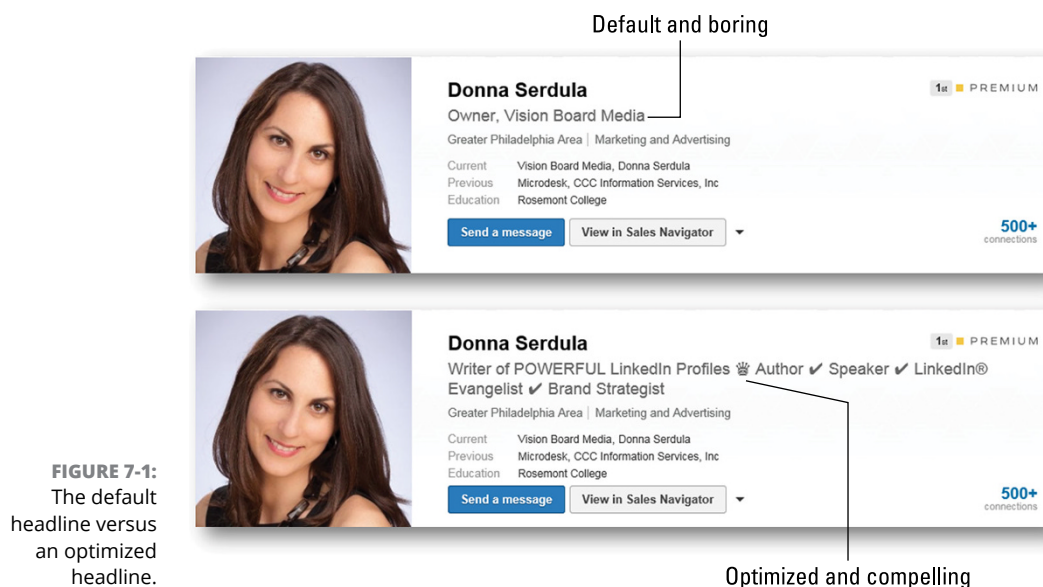 Default and boring
Donna Serdula
1st PREMIUM
Owner, Vision Board Media
Greater Philadelphia Area | Marketing and Advertising
Current Vision Board Media, Donna Serdula
Previous Microdesk, CCC Information Services, Inc
Education Rosemont College
Send a message View in Sales Navigator
500+
connections
Donna Serdula
1st PREMIUM
Writer of POWERFUL LinkedIn Profiles ♕ Author ✔ Speaker ✔ LinkedIn®
Evangelist ✔ Brand Strategist
Greater Philadelphia Area | Marketing and Advertising
Current Vision Board Media, Donna Serdula
Previous Microdesk, CCC Information Services, Inc
Education Rosemont College
Send a message View in Sales Navigator
500+
connections
Optimized and compelling
FIGURE 7-1:
The default
headline versus
an optimized
headline.